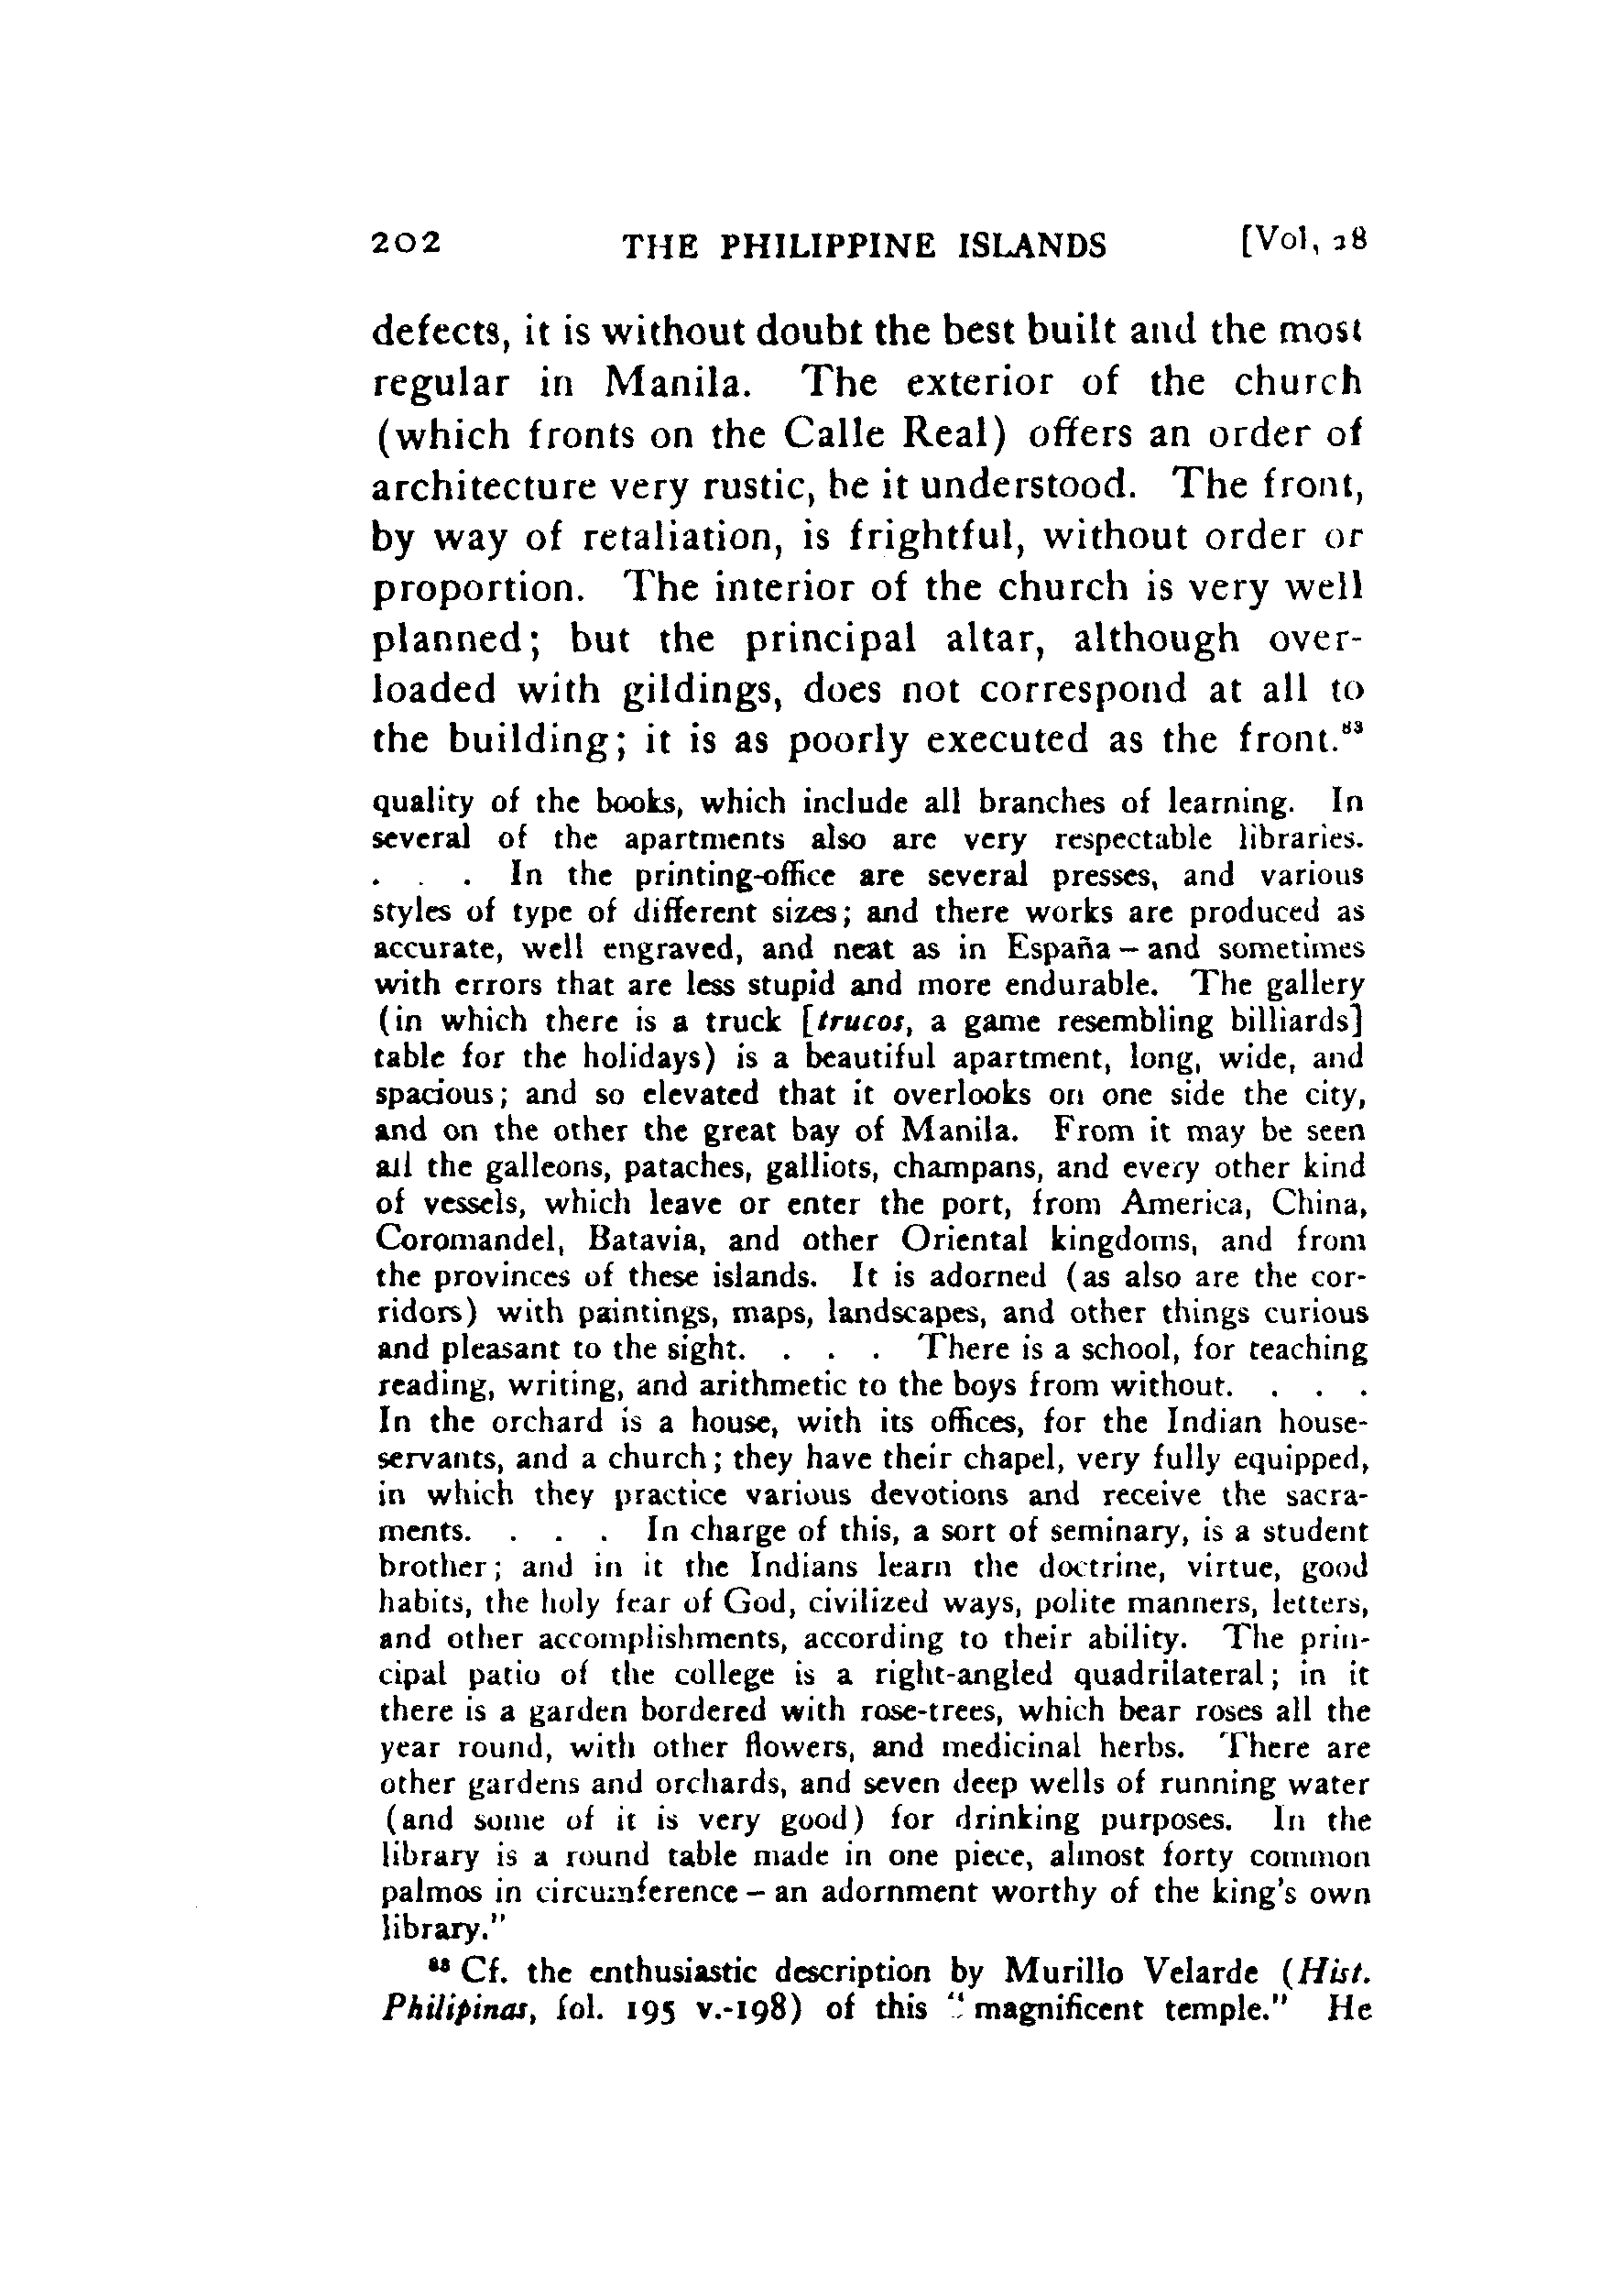 202 THE PHILIPPINE ISLANDS [Vol. 28
defects, it is without doubt the best built and the most
regular in Manila. The exterior of the church
(which fronts on the Calle Real) offers an order of
architecture very rustic, be it understood. The front,
by way of retaliation, is frightful, without order or
proportion. The interior of the church is very well
planned; but the principal altar, although over-
loaded with gildings, does not correspond at all to
the building; it is as poorly executed as the front.⁸³
quality of the books, which include all branches of learning. In
several of the apartments also are very respectable libraries.
. . . In the printing-office are several presses, and various
styles of type of different sizes; and there works are produced as
accurate, well engraved, and neat as in España – and sometimes
with errors that are less stupid and more endurable. The gallery
(in which there is a truck [trucos, a game resembling billiards]
table for the holidays) is a beautiful apartment, long, wide, and
spacious; and so elevated that it overlooks on one side the city,
and on the other the great bay of Manila. From it may be seen
all the galleons, pataches, galliots, champans, and every other kind
of vessels, which leave or enter the port, from America, China,
Coromandel, Batavia, and other Oriental kingdoms, and from
the provinces of these islands. It is adorned (as also are the cor-
ridors) with paintings, maps, landscapes, and other things curious
and pleasant to the sight. . . . There is a school, for teaching
reading, writing, and arithmetic to the boys from without. . . .
In the orchard is a house, with its offices, for the Indian house-
servants, and a church; they have their chapel, very fully equipped,
in which they practice various devotions and receive the sacra-
ments. . . . In charge of this, a sort of seminary, is a student
brother; and in it the Indians learn the doctrine, virtue, good
habits, the holy fear of God, civilized ways, polite manners, letters,
and other accomplishments, according to their ability. The prin-
cipal patio of the college is a right-angled quadrilateral; in it
there is a garden bordered with rose-trees, which bear roses all the
year round, with other flowers, and medicinal herbs. There are
other gardens and orchards, and seven deep wells of running water
(and some of it is very good) for drinking purposes. In the
library is a round table made in one piece, almost forty common
palmos in circumference – an adornment worthy of the king's own
library."
⁸³ Cf. the enthusiastic description by Murillo Velarde (Hist.
Philipinas, fol. 195 v.-198) of this "magnificent temple." He